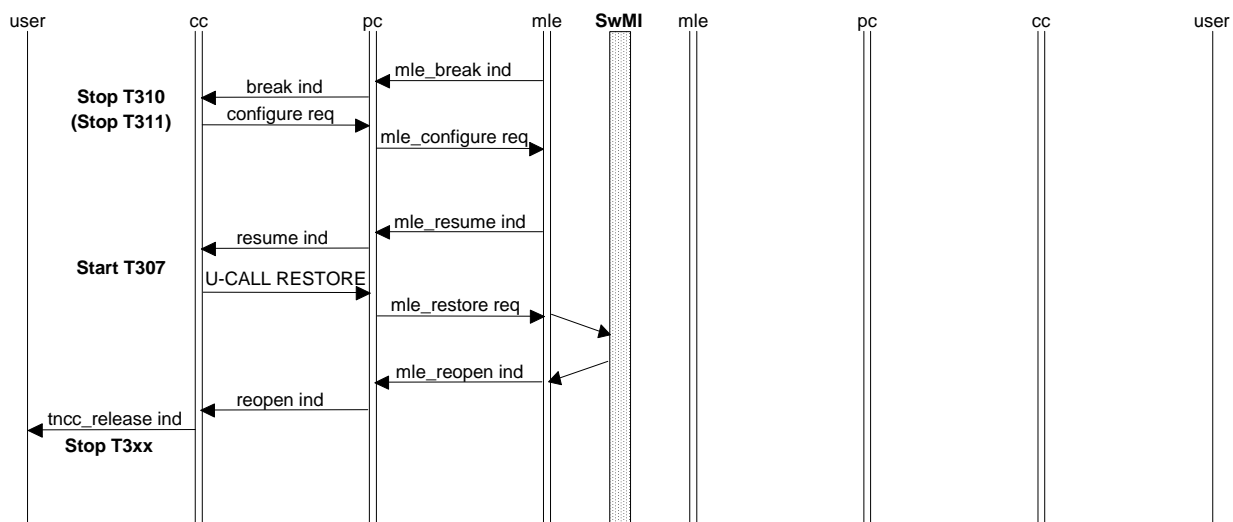 user cc pc mle SwMI mle pc cc user
mle_break ind
break ind
Stop T310
configure req
(Stop T311)
mle_configure req
mle_resume ind
resume ind
Start T307
U-CALL RESTORE
mle_restore req
mle_reopen ind
reopen ind
tncc_release ind
Stop T3xx